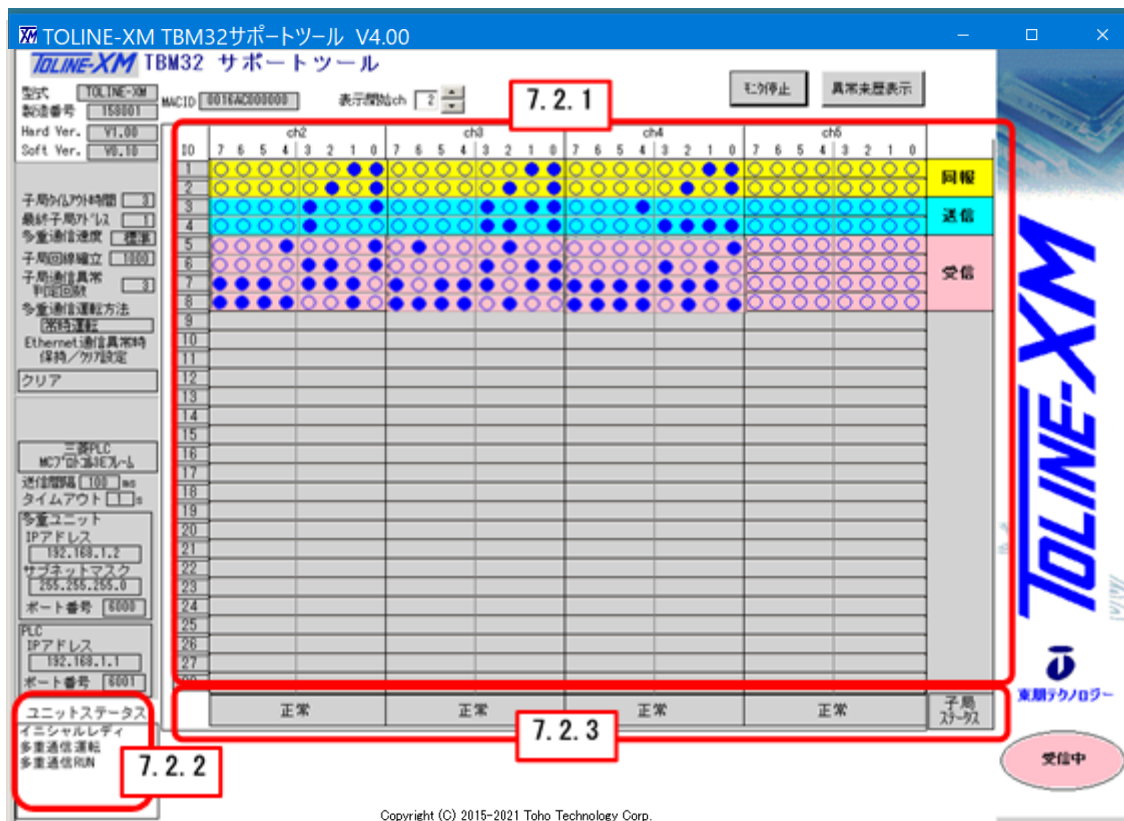 TOLINE-XM TBM32サポートツール V4.00
TOLINE-XM TBM32 サポートツール
型式 TOLINE-XM
製造番号 158001
Hard Ver. V1.00
Soft Ver. V0.10
MACID 0016AC000000
表示開始ch 2
7.2.1
モニタ停止
異常来歴表示
ch2 ch3 ch4 ch5
IO 7 6 5 4 3 2 1 0 7 6 5 4 3 2 1 0 7 6 5 4 3 2 1 0 7 6 5 4 3 2 1 0
1
2
3
4
5
6
7
8
9
10
11
12
13
14
15
16
17
18
19
20
21
22
23
24
25
26
27
同報
送信
受信
子局タイムアウト時間 3
最終子局アドレス 1
多重通信速度 標準
子局回線確立 1000
子局通信異常
判定回数 3
多重通信運転方法
常時運転
Ethernet通信異常時
保持/クリア設定
クリア
三菱PLC
MCプロトコル3Eフレーム
送信間隔 100 ms
タイムアウト 1 s
多重ユニット
IPアドレス
192.168.1.2
サブネットマスク
255.255.255.0
ポート番号 6000
PLC
IPアドレス
192.168.1.1
ポート番号 6001
ユニットステータス
イニシャルレディ
多重通信運転
多重通信RUN
7.2.2
正常 正常 正常 正常
子局
ステータス
7.2.3
TOLINE-XM
東朋テクノロジー
受信中
Copyright (C) 2015-2021 Toho Technology Corp.